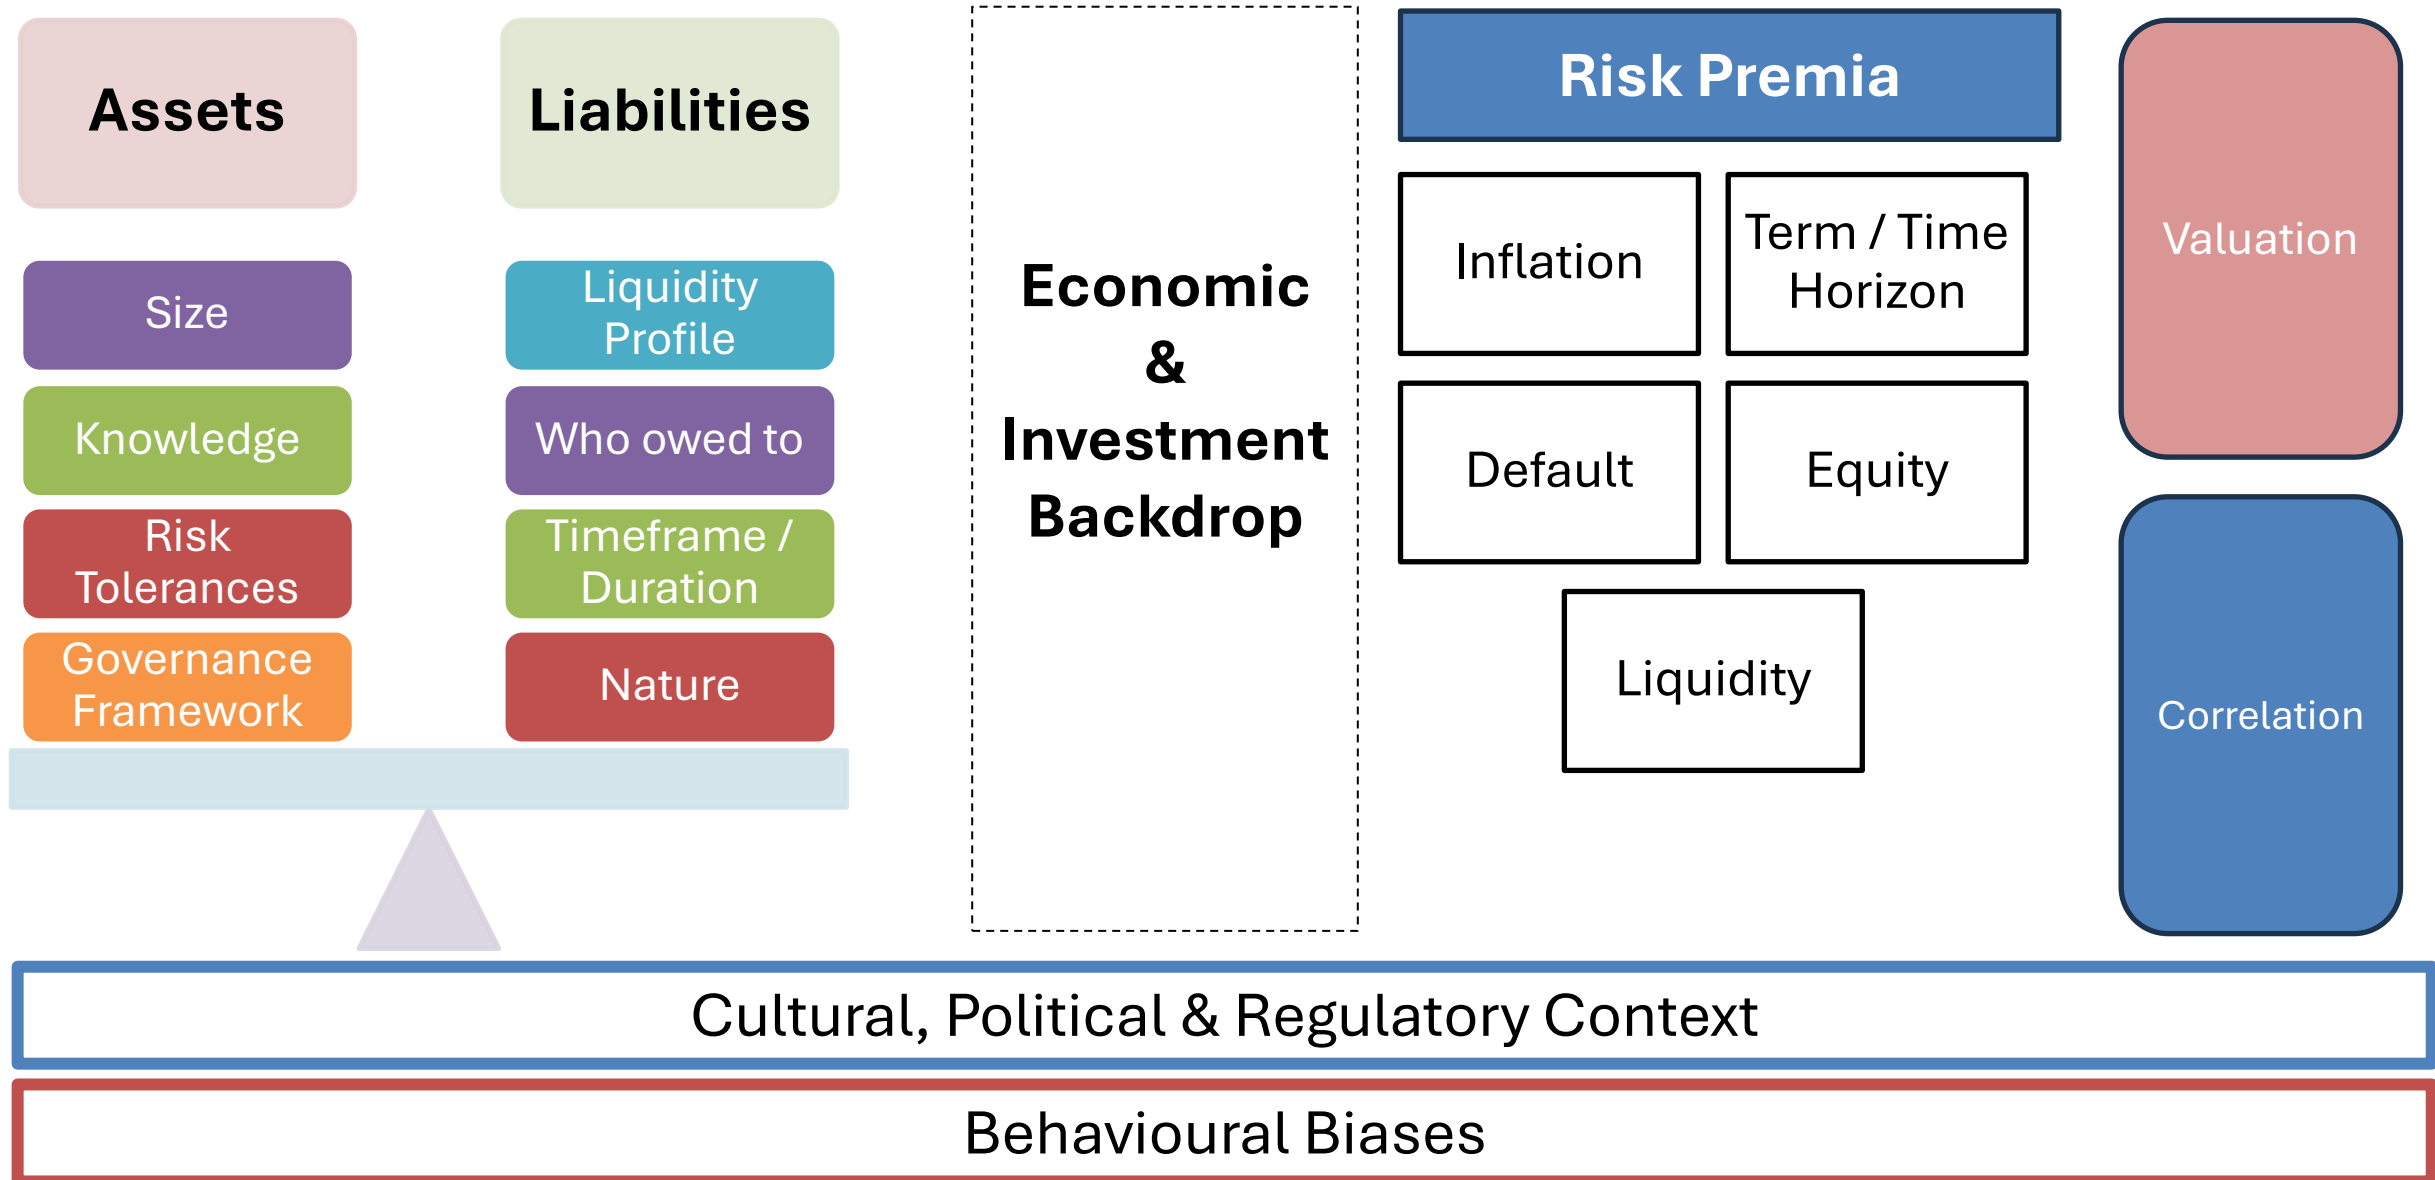 Assets
Size
Knowledge
Risk
Tolerances
Governance
Framework
Liabilities
Liquidity
Profile
Who owed to
Timeframe /
Duration
Nature
Economic
&
Investment
Backdrop
Risk Premia
Inflation
Term / Time
Horizon
Default
Equity
Liquidity
Valuation
Correlation
Cultural, Political & Regulatory Context
Behavioural Biases